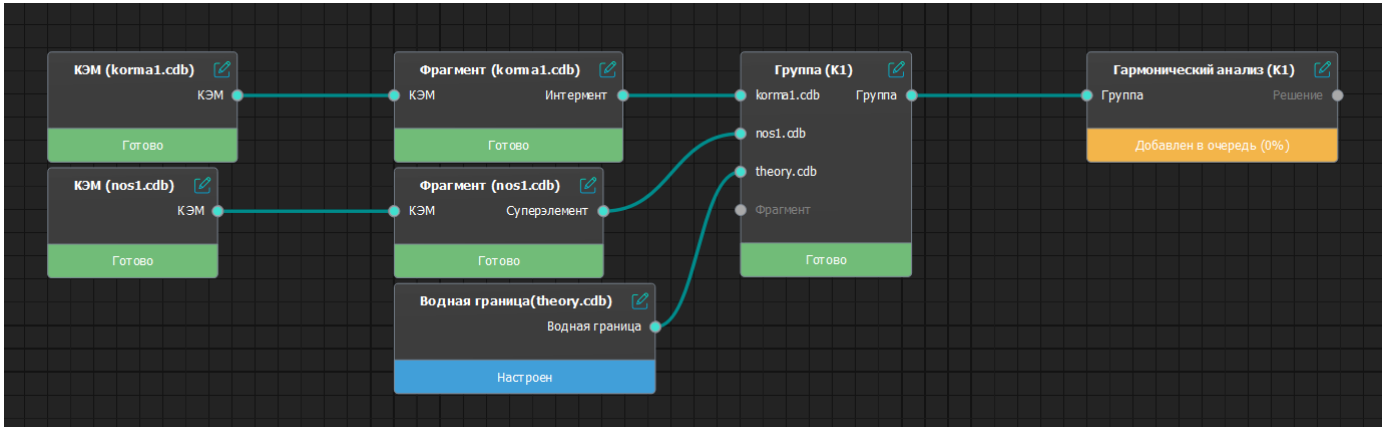 КЭМ (korma1.cdb)
КЭМ
Готово
Фрагмент (korma1.cdb)
КЭМ Интермент
Готово
Группа (K1)
korma1.cdb Группа
nos1.cdb
theory.cdb
Фрагмент
Готово
Гармонический анализ (K1)
Группа Решение
Добавлен в очередь (0%)
КЭМ (nos1.cdb)
КЭМ
Готово
Фрагмент (nos1.cdb)
КЭМ Суперэлемент
Готово
Водная граница(theory.cdb)
Водная граница
Настроен